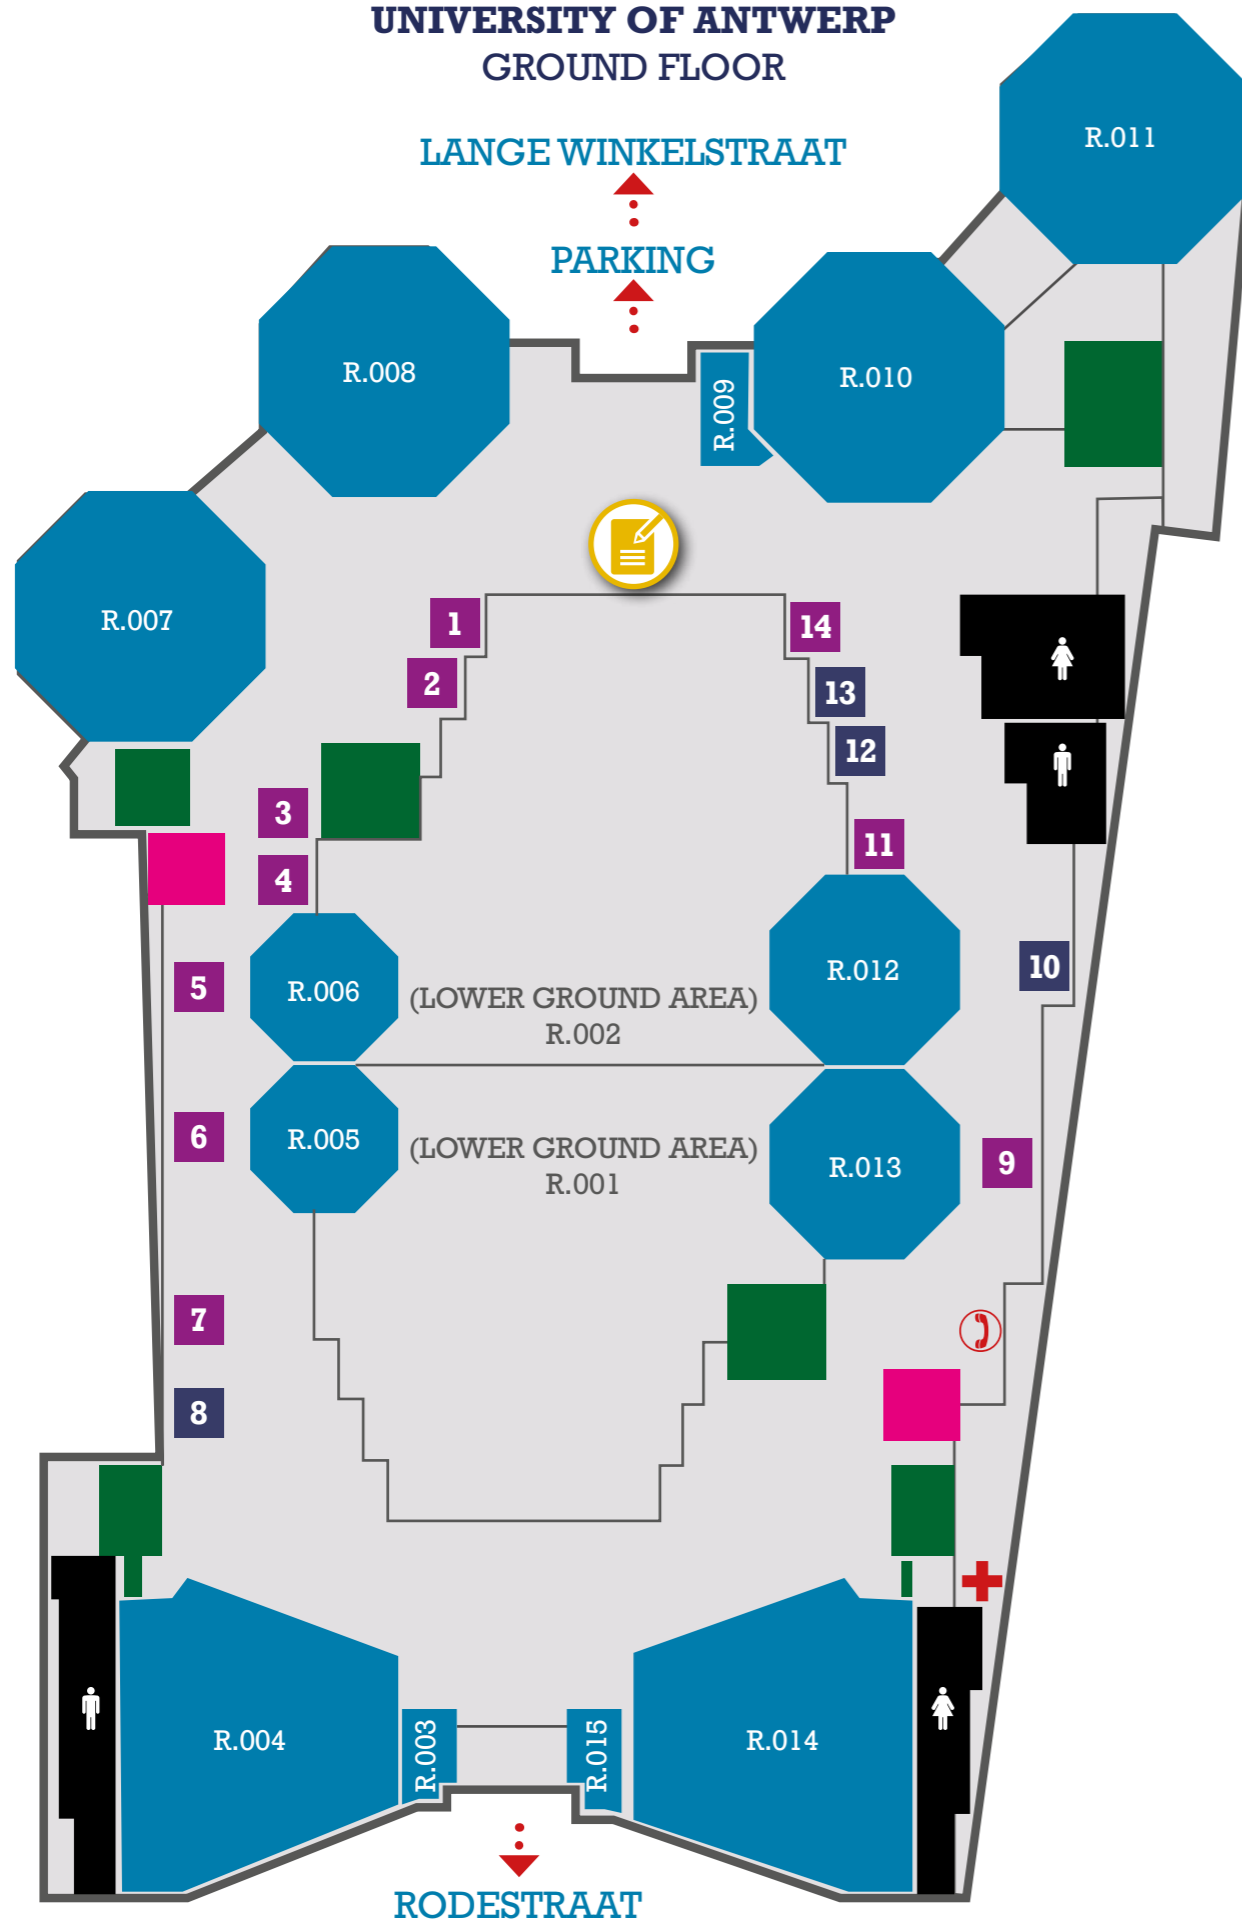 UNIVERSITY OF ANTWERP
GROUND FLOOR
R.011
LANGE WINKELSTRAAT
PARKING
R.008
R.010
R.009
R.007
1
14
2
13
12
3
11
4
R.012
10
5
R.006
(LOWER GROUND AREA)
R.002
6
R.005
(LOWER GROUND AREA)
R.001
R.013
9
7
8
R.004
R.003
R.015
R.014
RODESTRAAT